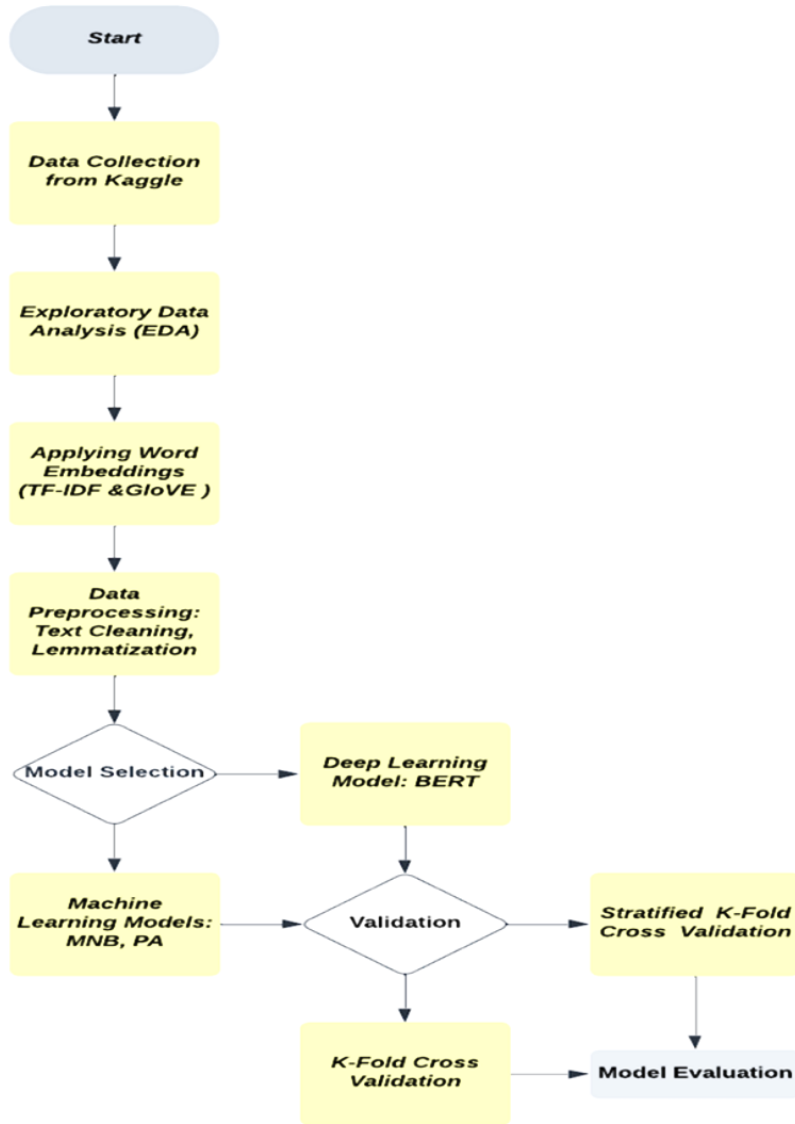 Start
Data Collection
from Kaggle
Exploratory Data
Analysis (EDA)
Applying Word
Embeddings
(TF-IDF &GloVE )
Data
Preprocessing:
Text Cleaning,
Lemmatization
Model Selection
Deep Learning
Model: BERT
Machine
Learning Models:
MNB, PA
Validation
Stratified K-Fold
Cross Validation
K-Fold Cross
Validation
Model Evaluation